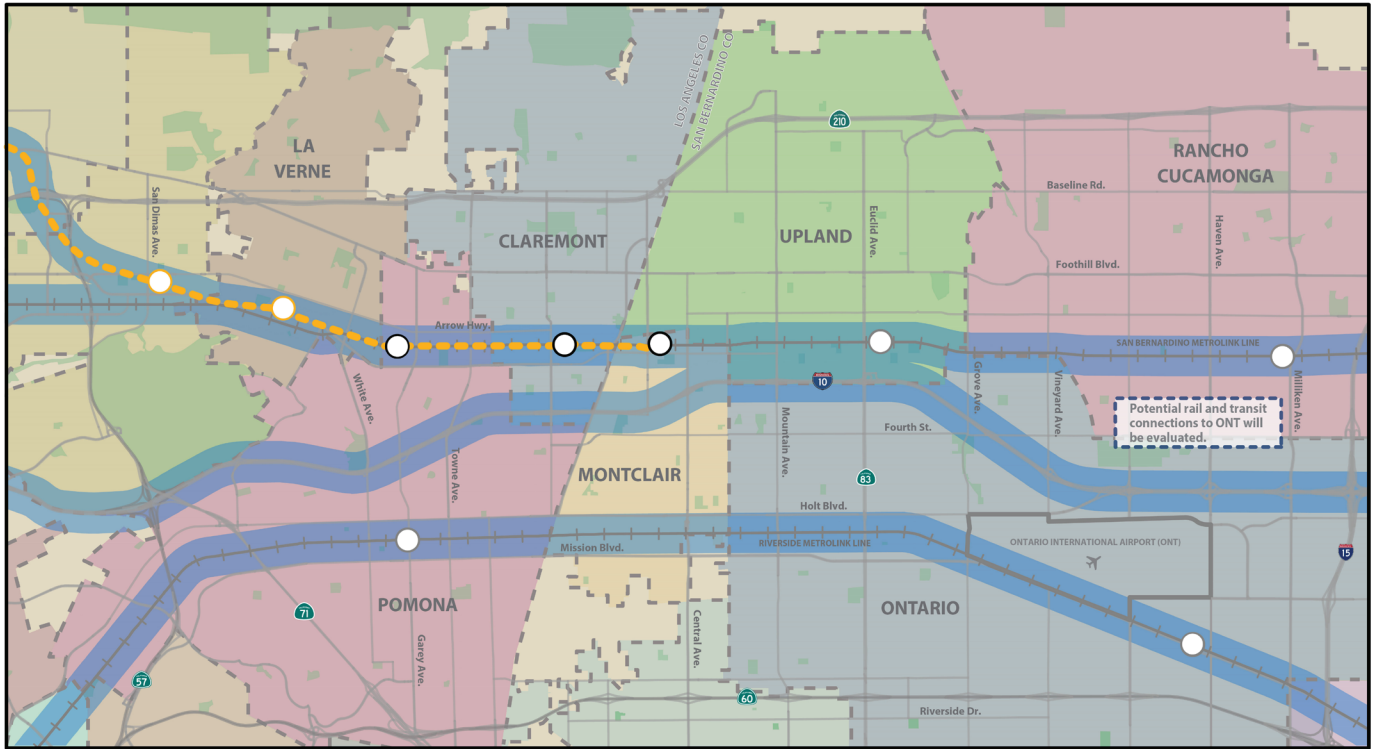 LOS ANGELES CO
SAN BERNARDINO CO
210
LA
VERNE
RANCHO
CUCAMONGA
Baseline Rd.
San Dimas Ave.
CLAREMONT
UPLAND
Euclid Ave.
Haven Ave.
Foothill Blvd.
Arrow Hwy.
SAN BERNARDINO METROLINK LINE
White Ave.
10
Grove Ave.
Vineyard Ave.
Milliken Ave.
Potential rail and transit
connections to ONT will
be evaluated.
Mountain Ave.
Fourth St.
Towne Ave.
MONTCLAIR
83
Holt Blvd.
Mission Blvd.
RIVERSIDE METROLINK LINE
ONTARIO INTERNATIONAL AIRPORT (ONT)
15
POMONA
71
ONTARIO
Garey Ave.
Central Ave.
57
60
Riverside Dr.